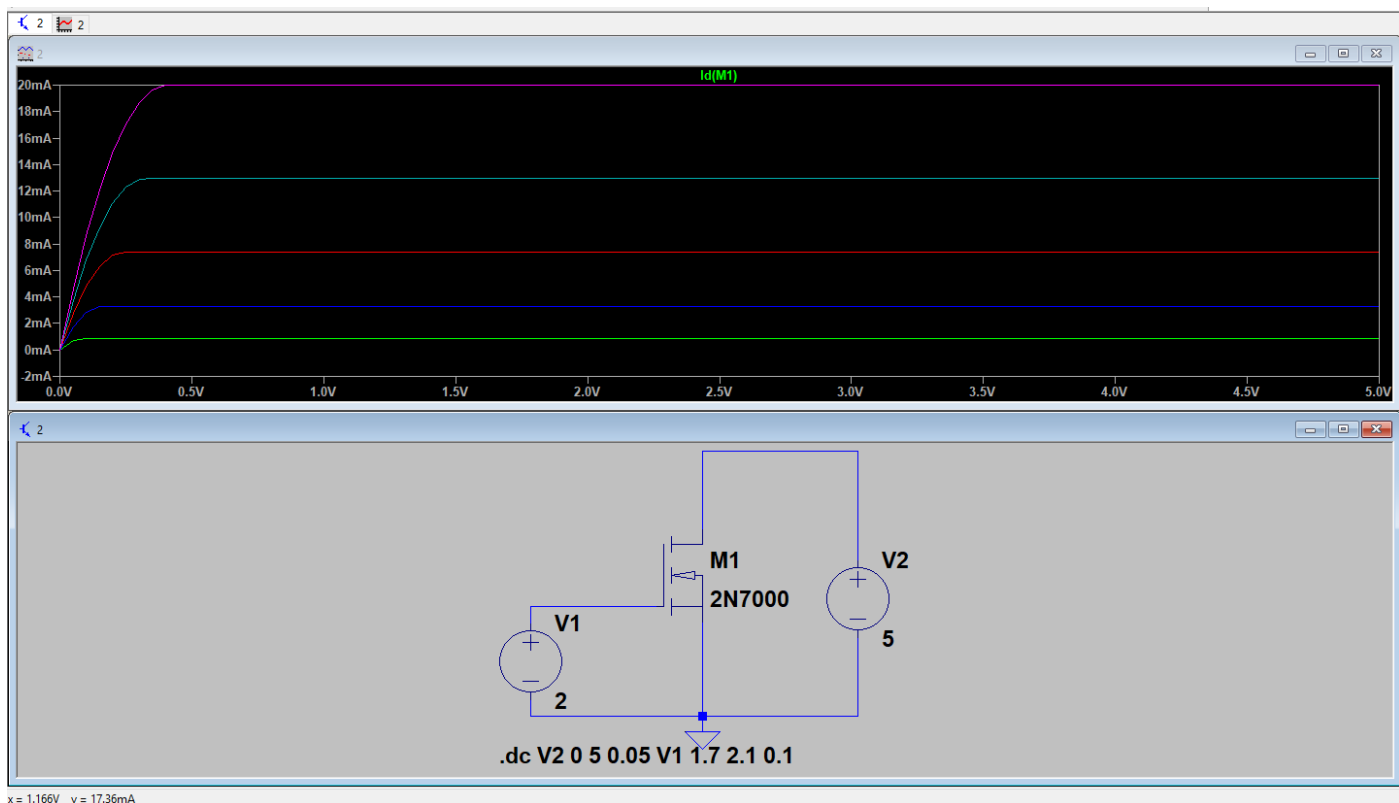 2
2
2
Id(M1)
20mA
18mA
16mA
14mA
12mA
10mA
8mA
6mA
4mA
2mA
0mA
-2mA
0.0V 0.5V 1.0V 1.5V 2.0V 2.5V 3.0V 3.5V 4.0V 4.5V 5.0V
2
M1
2N7000
V2
5
V1
2
.dc V2 0 5 0.05 V1 1.7 2.1 0.1
x = 1.166V y = 17.36mA